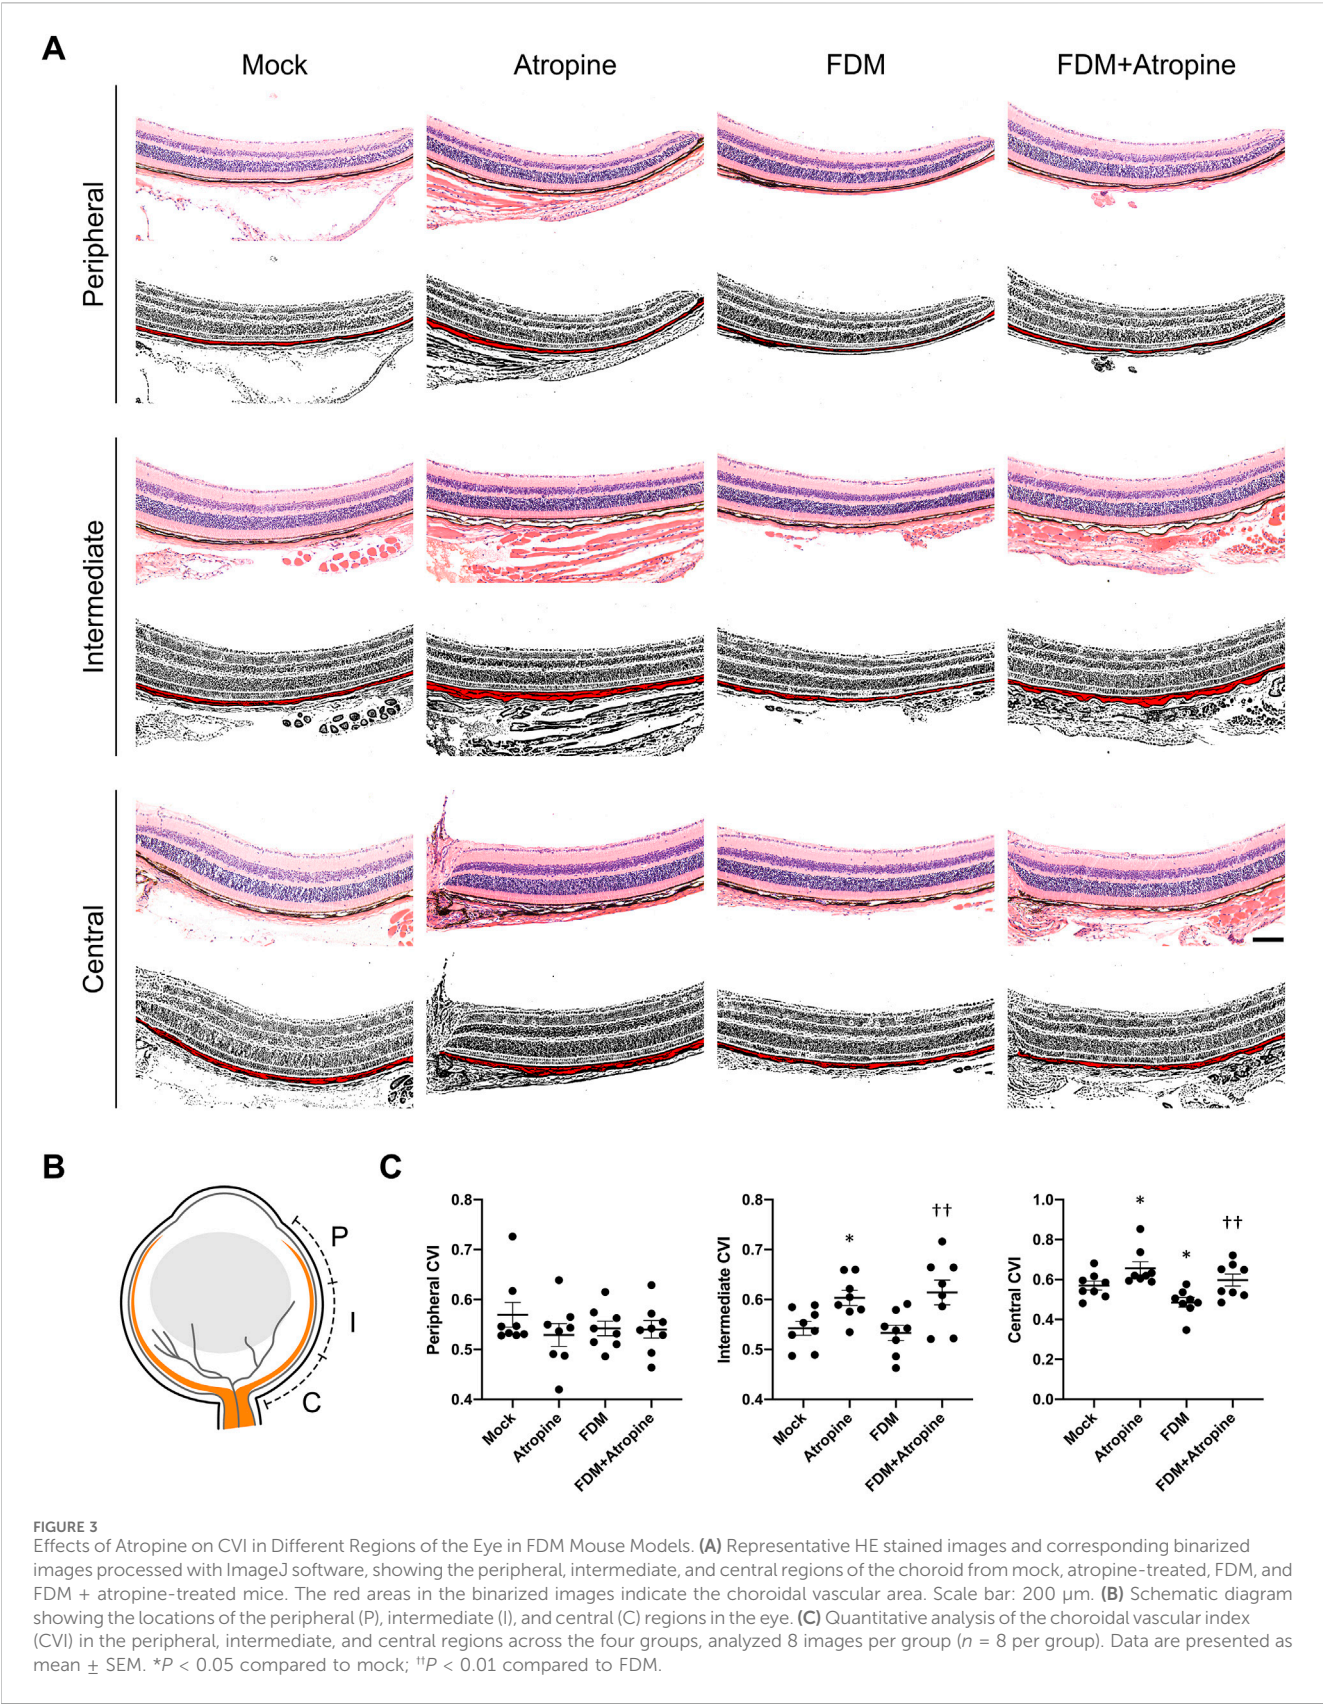 A
Mock
Atropine
FDM
FDM+Atropine
Peripheral
Intermediate
Central
B
P
I
C
C
0.8
0.7
0.6
0.5
0.4
Peripheral CVI
Mock
Atropine
FDM
FDM+Atropine
0.8
0.7
0.6
0.5
0.4
Intermediate CVI
*
††
Mock
Atropine
FDM
FDM+Atropine
1.0
0.8
0.6
0.4
0.2
0.0
Central CVI
*
*
††
Mock
Atropine
FDM
FDM+Atropine
FIGURE 3
Effects of Atropine on CVI in Different Regions of the Eye in FDM Mouse Models. (A) Representative HE stained images and corresponding binarized
images processed with ImageJ software, showing the peripheral, intermediate, and central regions of the choroid from mock, atropine-treated, FDM, and
FDM + atropine-treated mice. The red areas in the binarized images indicate the choroidal vascular area. Scale bar: 200 μm. (B) Schematic diagram
showing the locations of the peripheral (P), intermediate (I), and central (C) regions in the eye. (C) Quantitative analysis of the choroidal vascular index
(CVI) in the peripheral, intermediate, and central regions across the four groups, analyzed 8 images per group (n = 8 per group). Data are presented as
mean ± SEM. *P < 0.05 compared to mock; ††P < 0.01 compared to FDM.